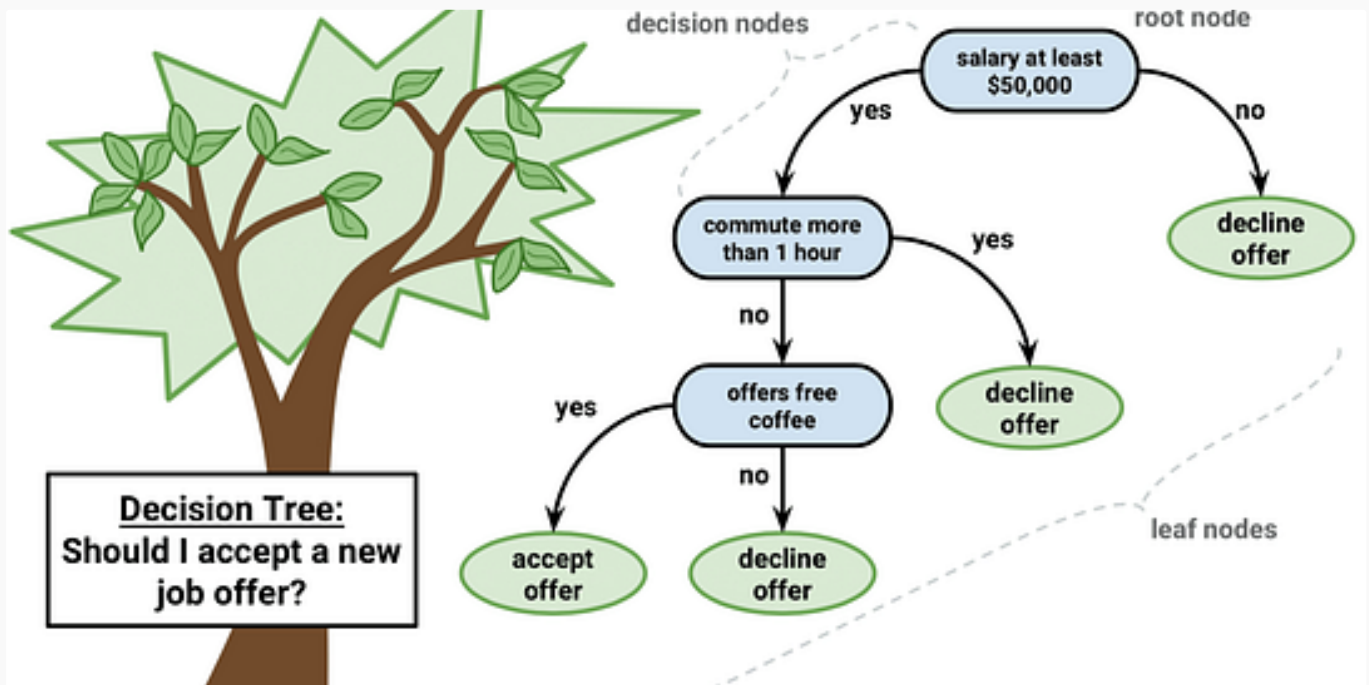 decision nodes
root node
salary at least
$50,000
yes
no
commute more
than 1 hour
yes
decline
offer
no
offers free
coffee
decline
offer
yes
no
accept
offer
decline
offer
leaf nodes
Decision Tree:
Should I accept a new
job offer?